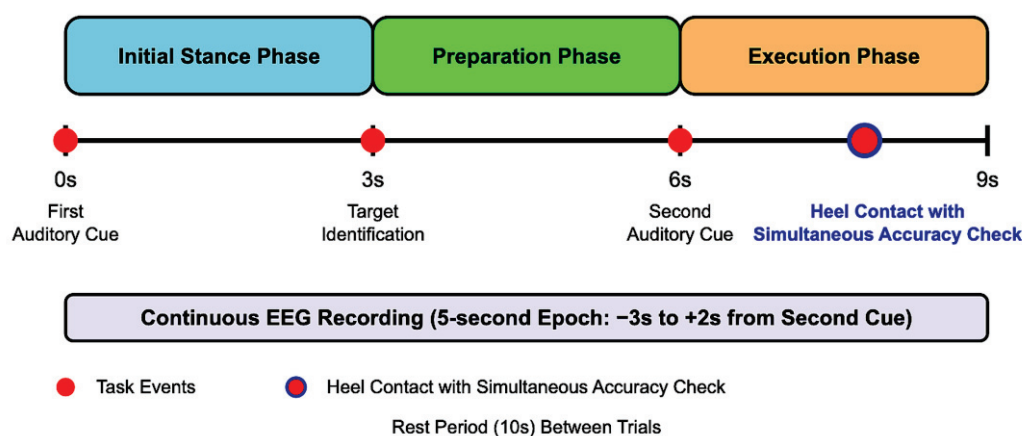 Initial Stance Phase
Preparation Phase
Execution Phase
0s
3s
6s
9s
First
Auditory Cue
Target
Identification
Second
Auditory Cue
Heel Contact with
Simultaneous Accuracy Check
Continuous EEG Recording (5-second Epoch: −3s to +2s from Second Cue)
Task Events
Heel Contact with Simultaneous Accuracy Check
Rest Period (10s) Between Trials